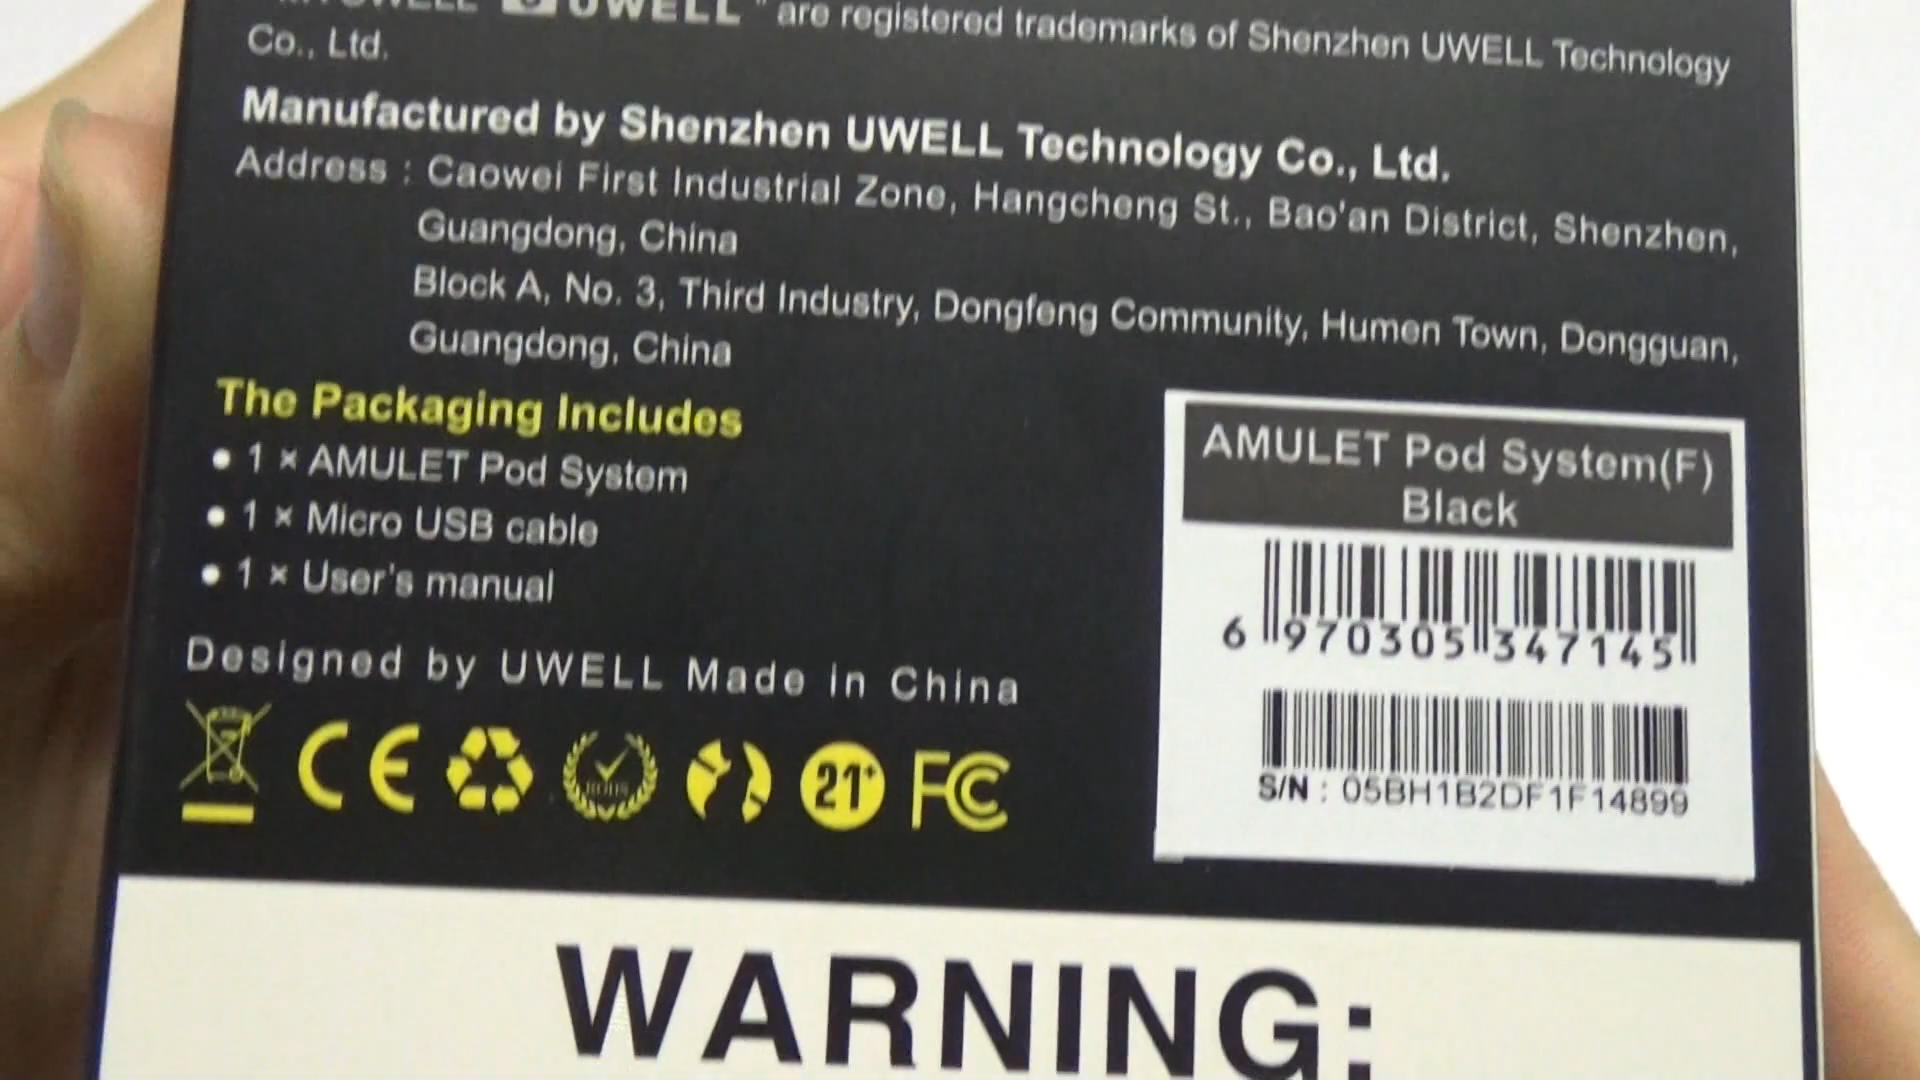 UWELL " are registered trademarks of Shenzhen UWELL Technology
Co., Ltd.
Manufactured by Shenzhen UWELL Technology Co., Ltd.
Address : Caowei First Industrial Zone, Hangcheng St., Bao'an District, Shenzhen,
Guangdong, China
Block A, No. 3, Third Industry, Dongfeng Community, Humen Town, Dongguan,
Guangdong, China
The Packaging Includes
• 1 × AMULET Pod System
• 1 × Micro USB cable
• 1 × User's manual
Designed by UWELL Made in China
CE ROHS 21+ FC
AMULET Pod System(F)
Black
6 970305 347145
S/N : 05BH1B2DF1F14899
WARNING: